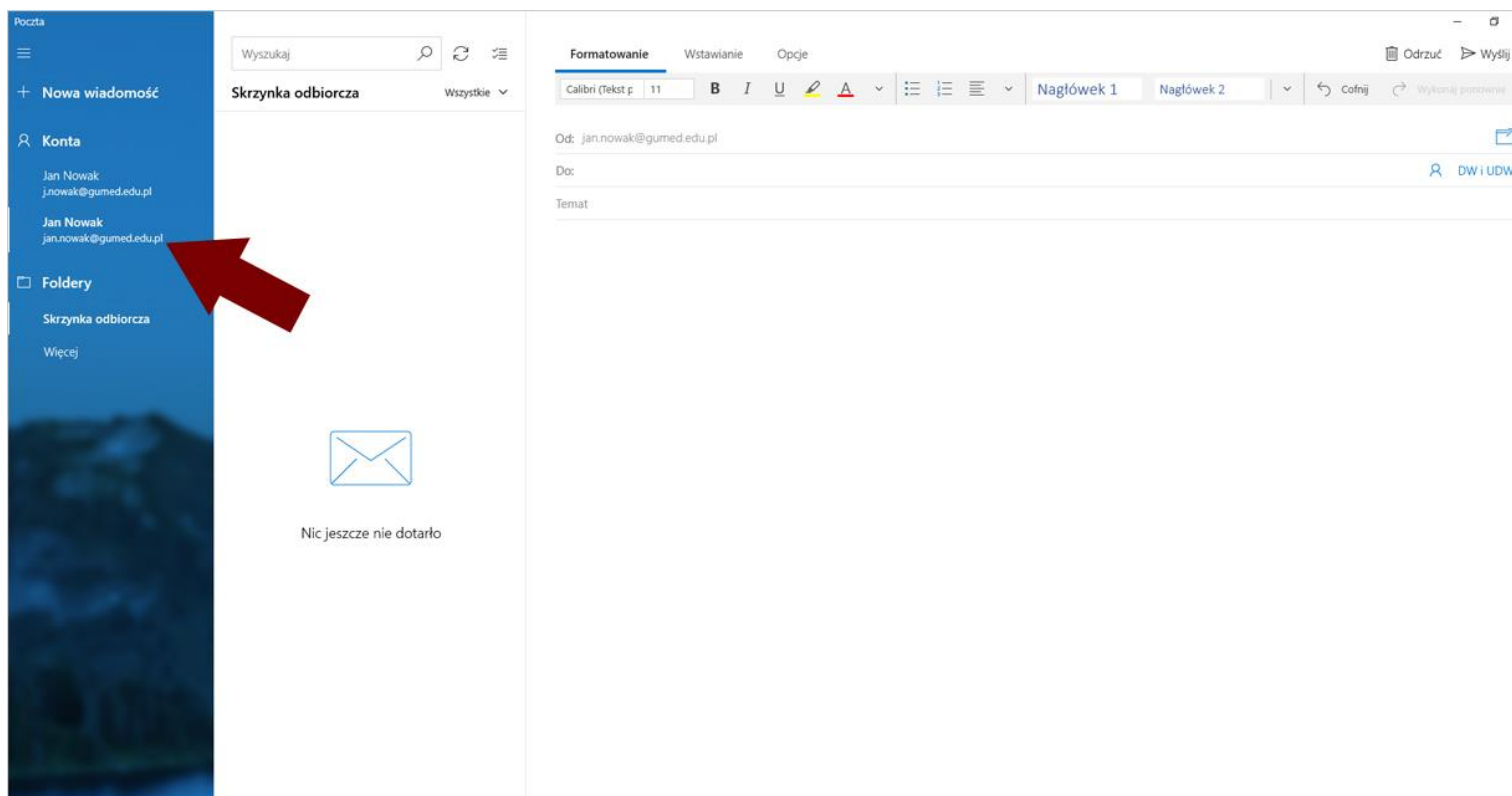 Poczta
Nowa wiadomość
Konta
Jan Nowak
j.nowak@gumed.edu.pl
Jan Nowak
jan.nowak@gumed.edu.pl
Foldery
Skrzynka odbiorcza
Więcej
Wyszukaj
Skrzynka odbiorcza Wszystkie
Nic jeszcze nie dotarło
Formatowanie Wstawianie Opcje Odrzuć Wyślij
Calibri (Tekst p 11 B I U A Nagłówek 1 Nagłówek 2 Cofnij Wykonaj ponownie
Od: jan.nowak@gumed.edu.pl
Do: DW i UDW
Temat